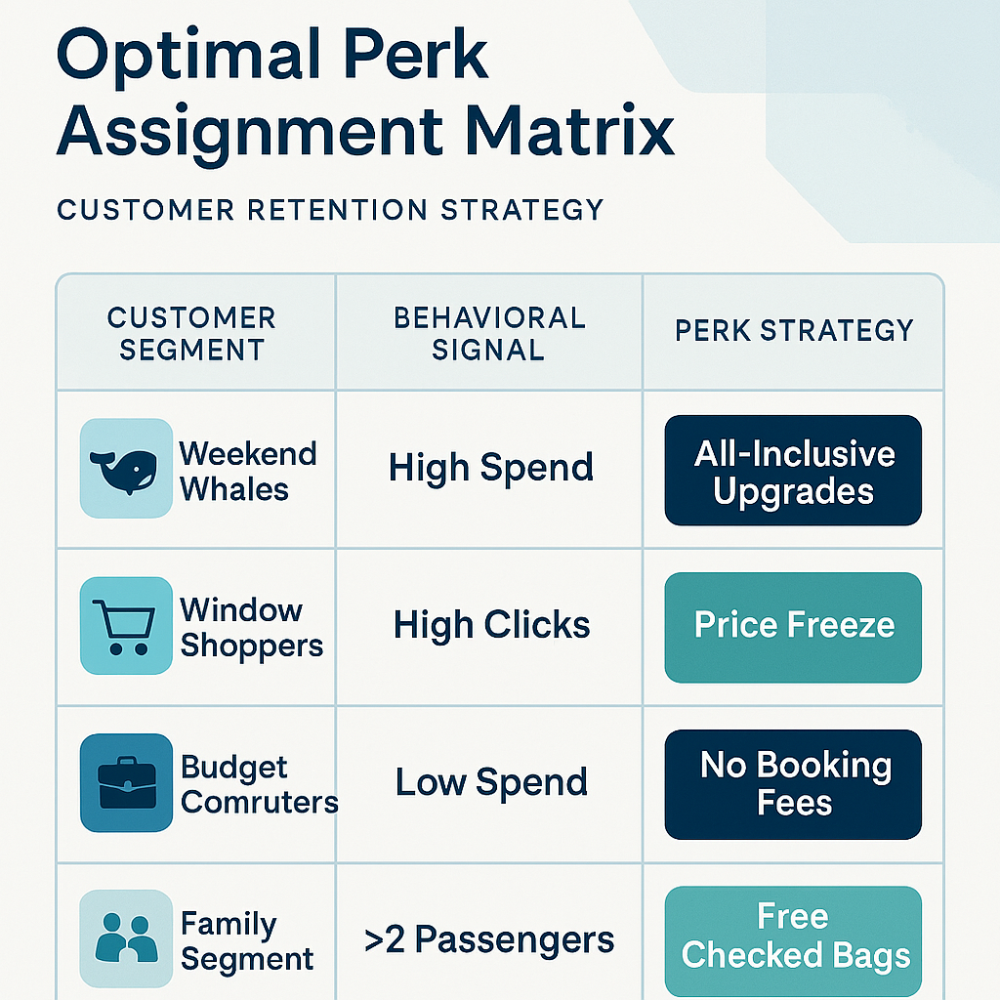 Optimal Perk
Assignment Matrix
CUSTOMER RETENTION STRATEGY
CUSTOMER
SEGMENT
BEHAVIORAL
SIGNAL
PERK STRATEGY
Weekend
Whales
High Spend
All-Inclusive
Upgrades
Window
Shoppers
High Clicks
Price Freeze
Budget
Comruters
Low Spend
No Booking
Fees
Family
Segment
>2 Passengers
Free
Checked Bags